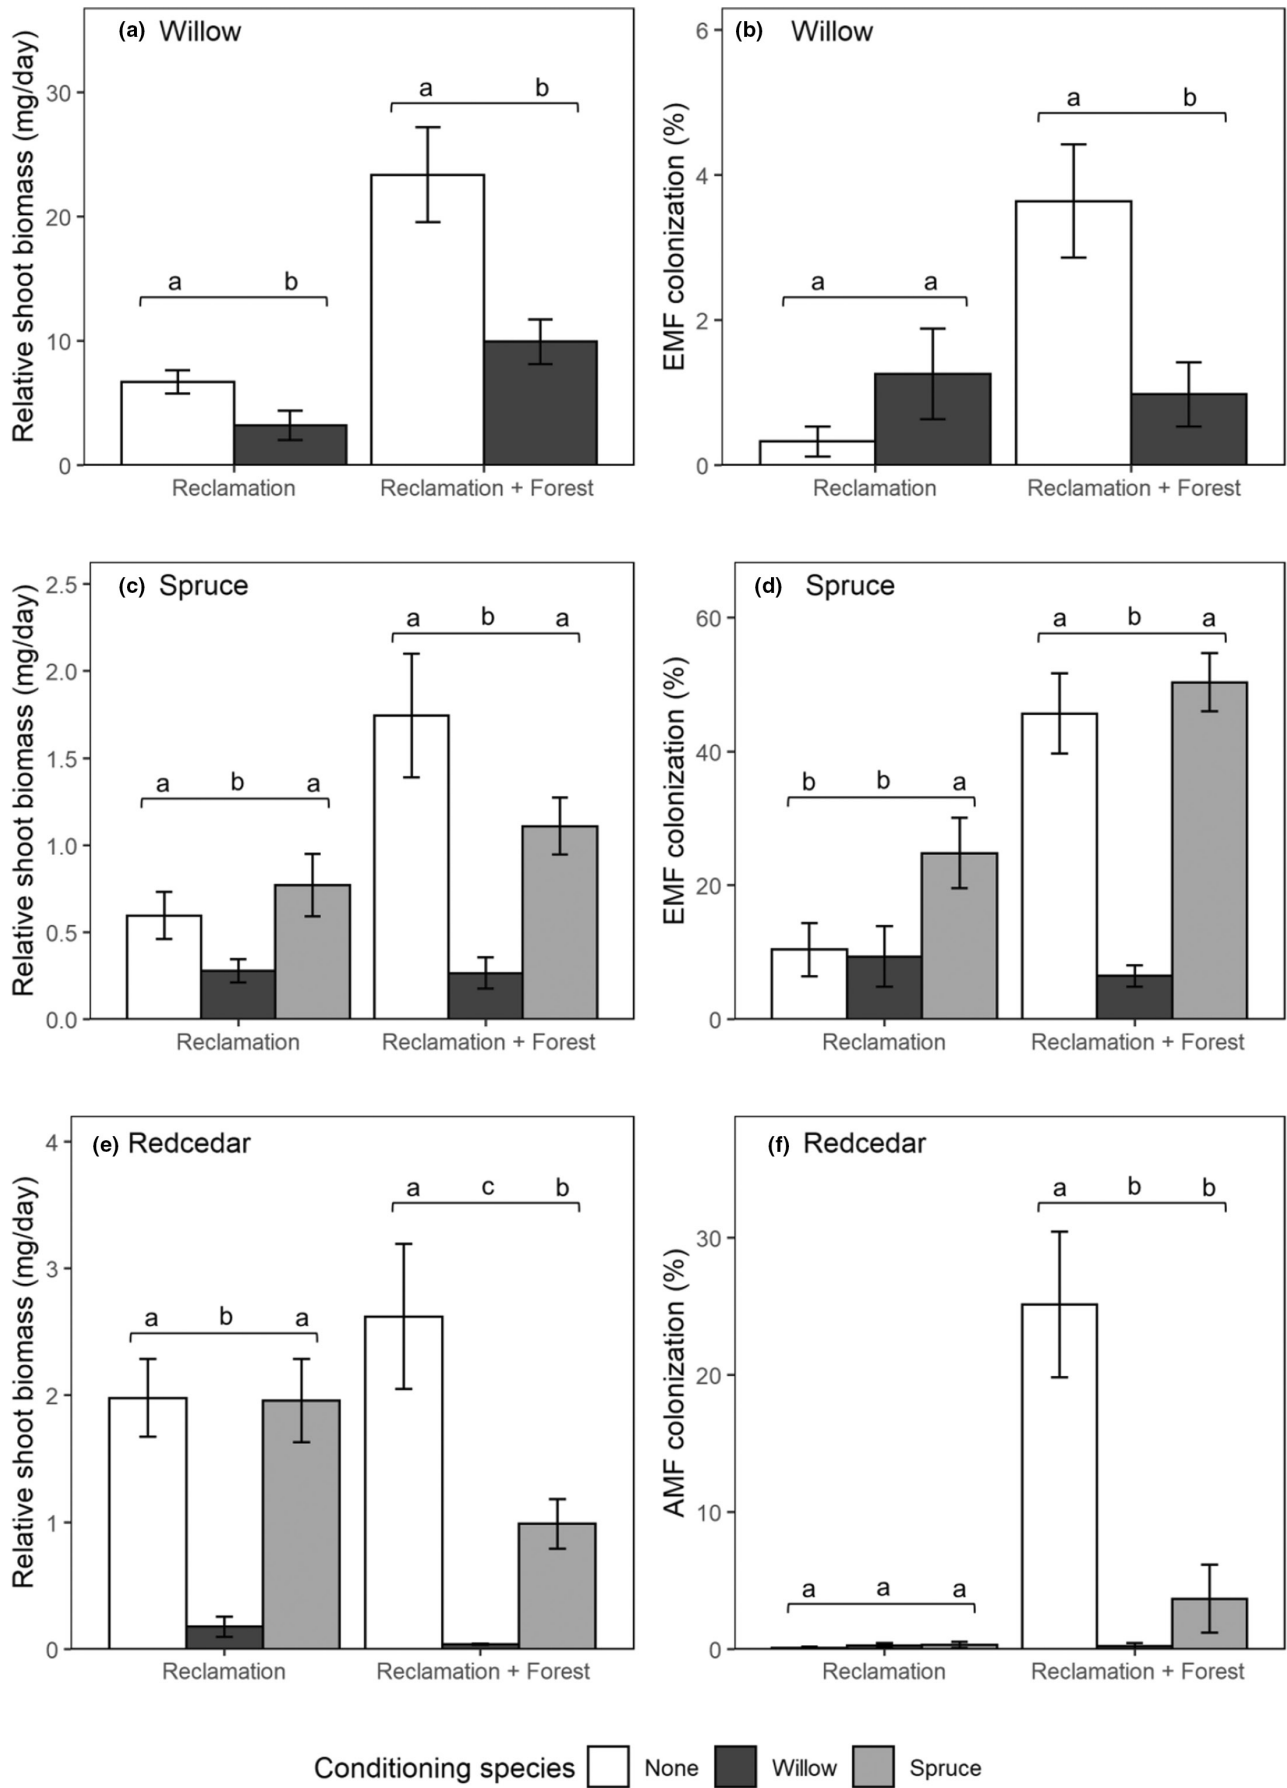 (a) Willow
Relative shoot biomass (mg/day)
30
20
10
0
a b
a b
Reclamation
Reclamation + Forest
(b) Willow
EMF colonization (%)
6
4
2
0
a a
a b
Reclamation
Reclamation + Forest
(c) Spruce
Relative shoot biomass (mg/day)
2.5
2.0
1.5
1.0
0.5
0.0
a b a
a b a
Reclamation
Reclamation + Forest
(d) Spruce
EMF colonization (%)
60
40
20
0
b b a
a b a
Reclamation
Reclamation + Forest
(e) Redcedar
Relative shoot biomass (mg/day)
4
3
2
1
0
a b a
a c b
Reclamation
Reclamation + Forest
(f) Redcedar
AMF colonization (%)
30
20
10
0
a a a
a b b
Reclamation
Reclamation + Forest
Conditioning species None Willow Spruce